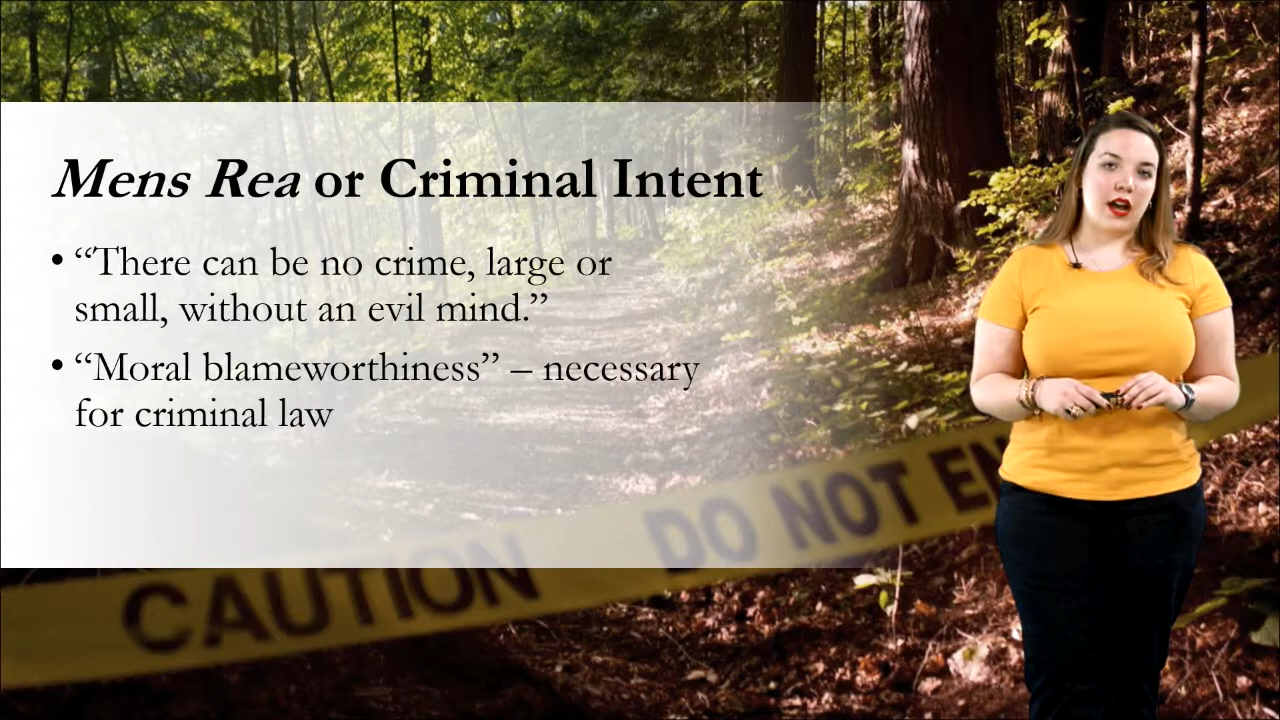 Mens Rea or Criminal Intent
• “There can be no crime, large or
small, without an evil mind.”
• “Moral blameworthiness” – necessary
for criminal law
CAUTION DO NOT EN